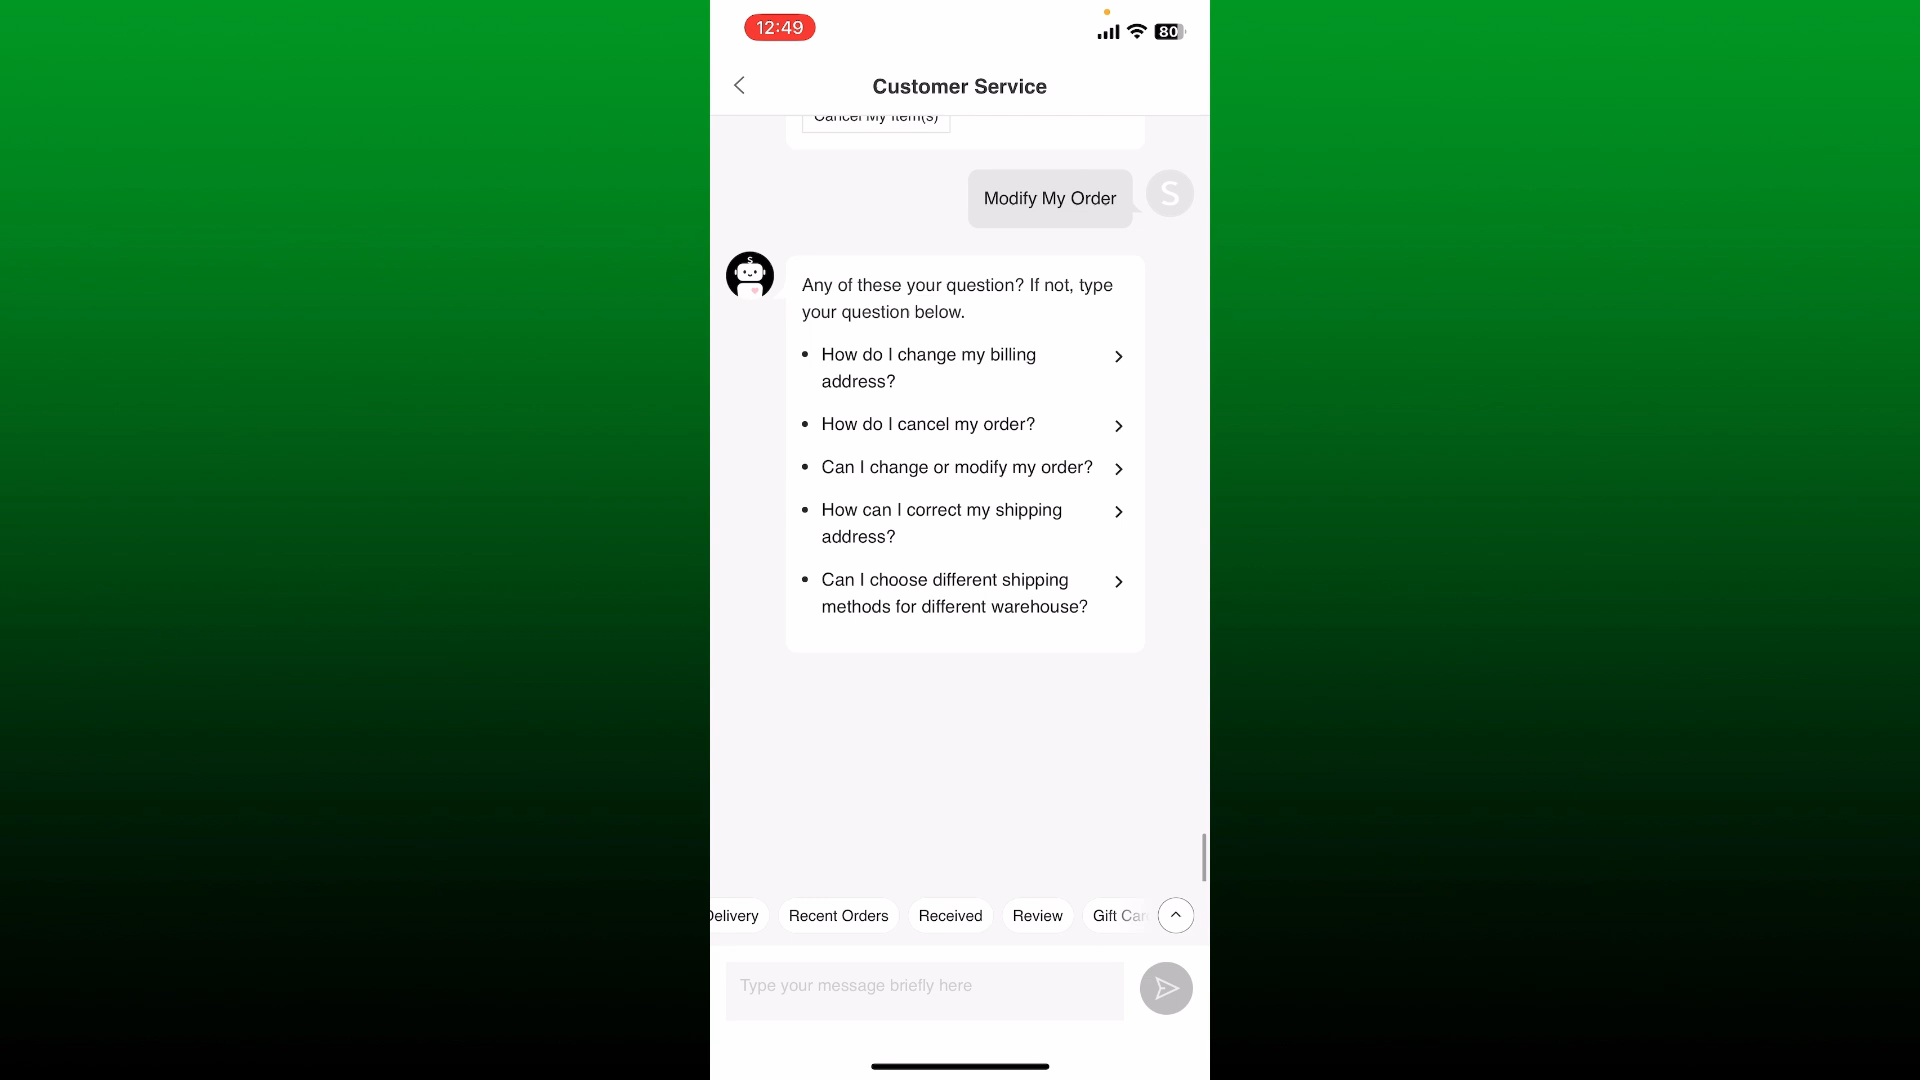 12:49
80
Customer Service
Cancel My Item(s)
Modify My Order
S
S
Any of these your question? If not, type
your question below.
• How do I change my billing
address?
• How do I cancel my order?
• Can I change or modify my order?
• How can I correct my shipping
address?
• Can I choose different shipping
methods for different warehouse?
Delivery Recent Orders Received Review Gift Car
Type your message briefly here